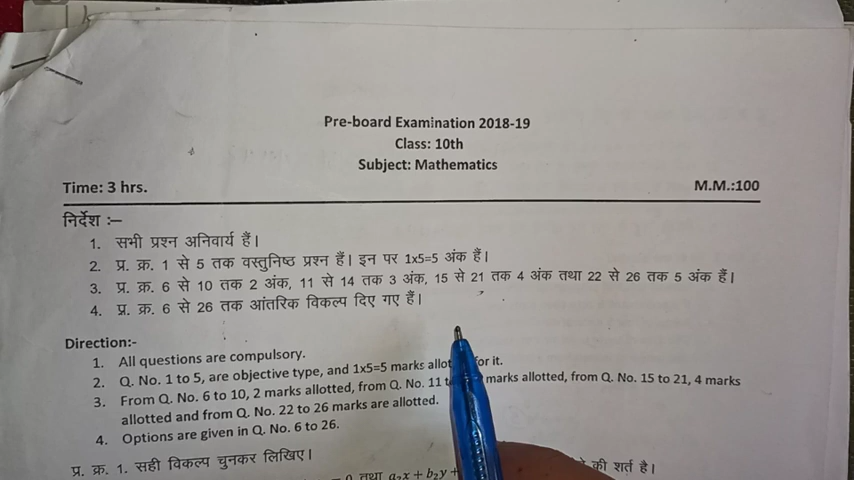 Pre-board Examination 2018-19
Class: 10th
Subject: Mathematics
Time: 3 hrs. M.M.:100
निर्देश :–
1. सभी प्रश्न अनिवार्य हैं।
2. प्र. क्र. 1 से 5 तक वस्तुनिष्ठ प्रश्न हैं। इन पर 1x5=5 अंक हैं।
3. प्र. क्र. 6 से 10 तक 2 अंक, 11 से 14 तक 3 अंक, 15 से 21 तक 4 अंक तथा 22 से 26 तक 5 अंक हैं।
4. प्र. क्र. 6 से 26 तक आंतरिक विकल्प दिए गए हैं।
Direction:-
1. All questions are compulsory.
2. Q. No. 1 to 5, are objective type, and 1x5=5 marks for it.
3. From Q. No. 6 to 10, 2 marks allotted, from Q. No. 11 marks allotted, from Q. No. 15 to 21, 4 marks
allotted and from Q. No. 22 to 26 marks are allotted.
4. Options are given in Q. No. 6 to 26.
प्र. क्र. 1. सही विकल्प चुनकर लिखिए। की शर्त है।
तथा a₂x + b₂y +